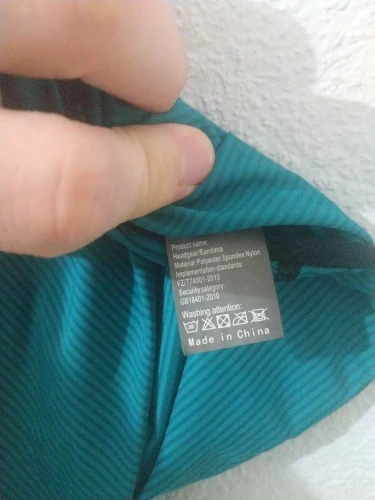 Product name:
Headgear/Bandana
Material:Polyester Spandex Nylon
Implementation standards:
FZ/T74001-2013
Security category
GB18401-2010
Washing attention:
30
Made in China